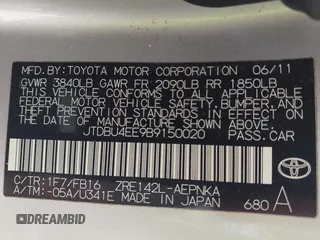 MFD.BY:TOYOTA MOTOR CORPORATION 06/11
GVWR 3840LB GAWR FR 2090LB RR 1850LB
THIS VEHICLE CONFORMS TO ALL APPLICABLE
FEDERAL MOTOR VEHICLE SAFETY, BUMPER, AND
THEFT PREVENTION STANDARDS IN EFFECT ON
THE DATE OF MANUFACTURE SHOWN ABOVE.
JTDBU4EE9B9150020 PASS.CAR
C/TR:1F7/FB16 ZRE142L-AEPNKA
A/TM:-05A/U341E MADE IN JAPAN 680 A
TOYOTA
DREAMBID